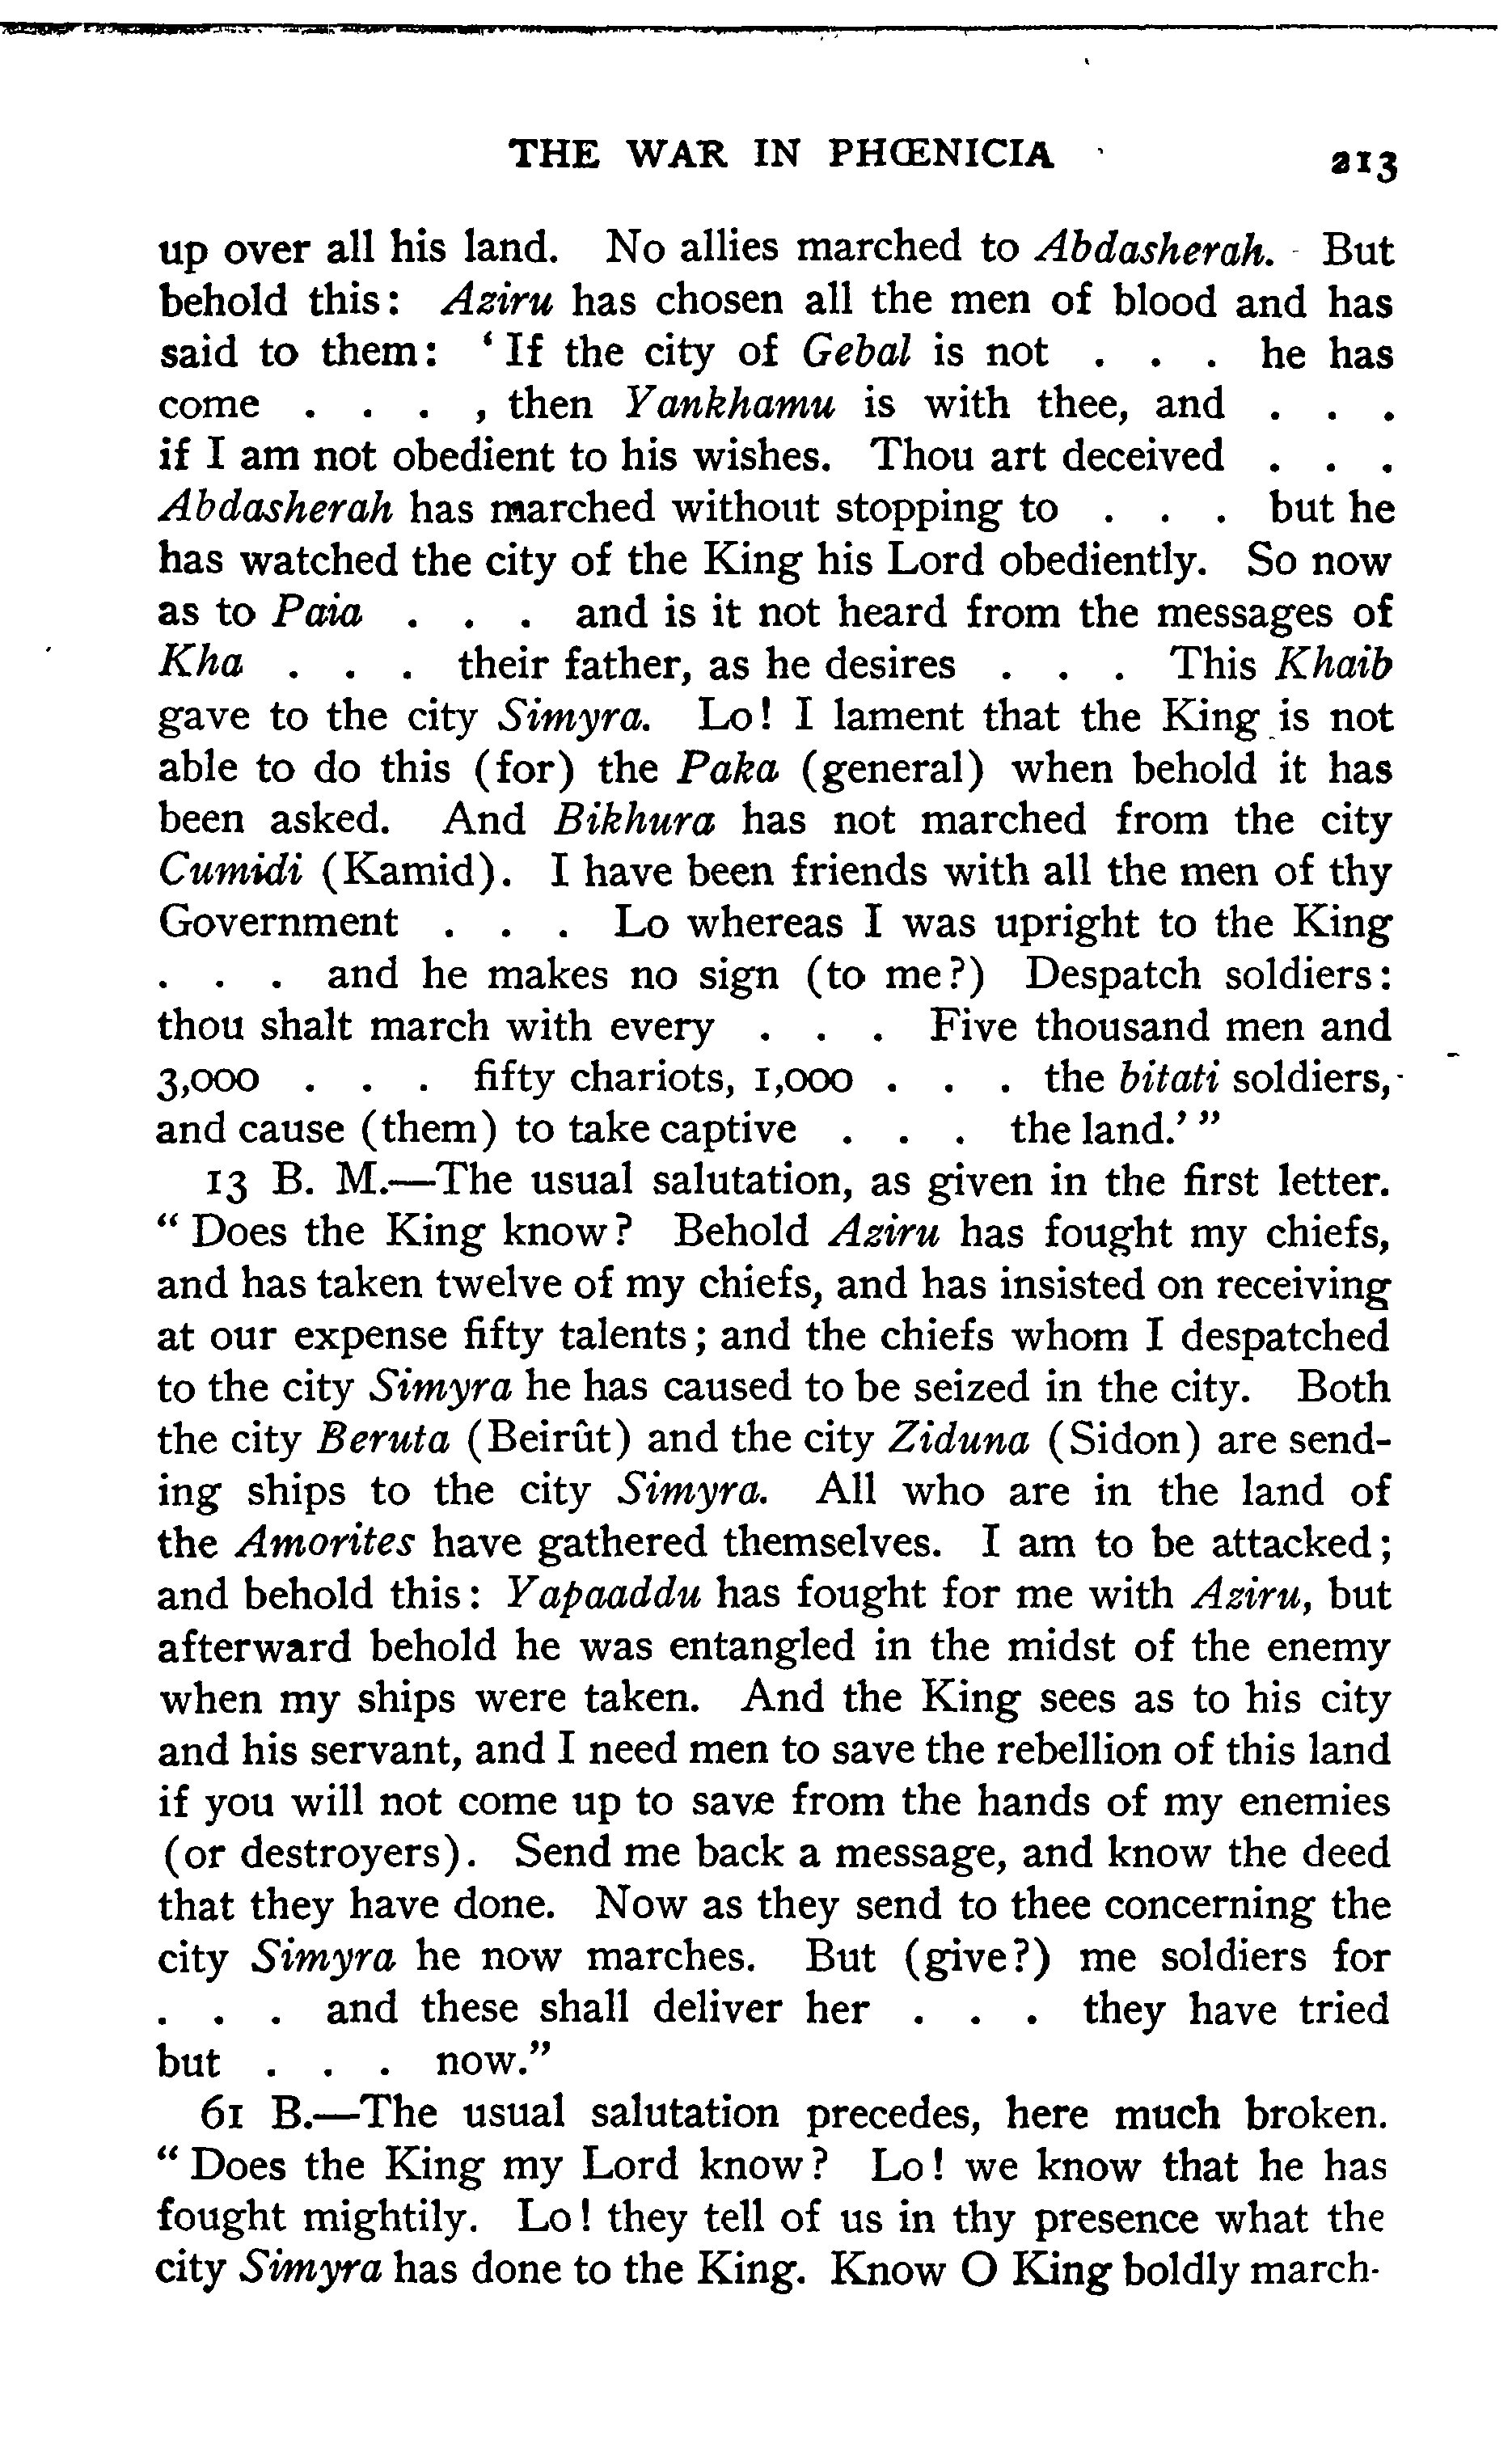 THE WAR IN PHŒNICIA 213
up over all his land. No allies marched to Abdasherah. But
behold this: Aziru has chosen all the men of blood and has
said to them: ‘If the city of Gebal is not . . . he has
come . . . , then Yankhamu is with thee, and . . .
if I am not obedient to his wishes. Thou art deceived . . .
Abdasherah has marched without stopping to . . . but he
has watched the city of the King his Lord obediently. So now
as to Paia . . . and is it not heard from the messages of
Kha . . . their father, as he desires . . . This Khaib
gave to the city Simyra. Lo! I lament that the King is not
able to do this (for) the Paka (general) when behold it has
been asked. And Bikhura has not marched from the city
Cumidi (Kamid). I have been friends with all the men of thy
Government . . . Lo whereas I was upright to the King
. . . and he makes no sign (to me?) Despatch soldiers:
thou shalt march with every . . . Five thousand men and
3,000 . . . fifty chariots, 1,000 . . . the bitati soldiers,
and cause (them) to take captive . . . the land.’”
13 B. M.—The usual salutation, as given in the first letter.
“Does the King know? Behold Aziru has fought my chiefs,
and has taken twelve of my chiefs, and has insisted on receiving
at our expense fifty talents; and the chiefs whom I despatched
to the city Simyra he has caused to be seized in the city. Both
the city Beruta (Beirût) and the city Ziduna (Sidon) are send-
ing ships to the city Simyra. All who are in the land of
the Amorites have gathered themselves. I am to be attacked;
and behold this: Yapaaddu has fought for me with Aziru, but
afterward behold he was entangled in the midst of the enemy
when my ships were taken. And the King sees as to his city
and his servant, and I need men to save the rebellion of this land
if you will not come up to save from the hands of my enemies
(or destroyers). Send me back a message, and know the deed
that they have done. Now as they send to thee concerning the
city Simyra he now marches. But (give?) me soldiers for
. . . and these shall deliver her . . . they have tried
but . . . now.”
61 B.—The usual salutation precedes, here much broken.
“Does the King my Lord know? Lo! we know that he has
fought mightily. Lo! they tell of us in thy presence what the
city Simyra has done to the King. Know O King boldly march-